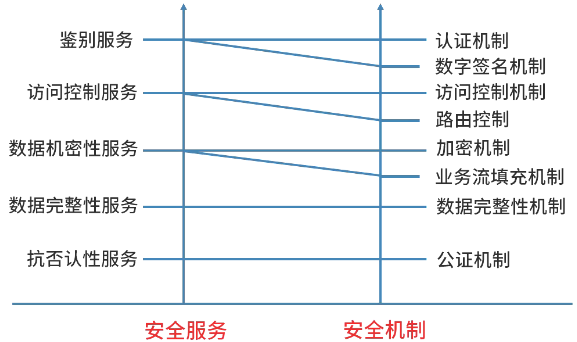 鉴别服务
认证机制
数字签名机制
访问控制服务
访问控制机制
路由控制
数据机密性服务
加密机制
业务流填充机制
数据完整性服务
数据完整性机制
抗否认性服务
公证机制
安全服务
安全机制